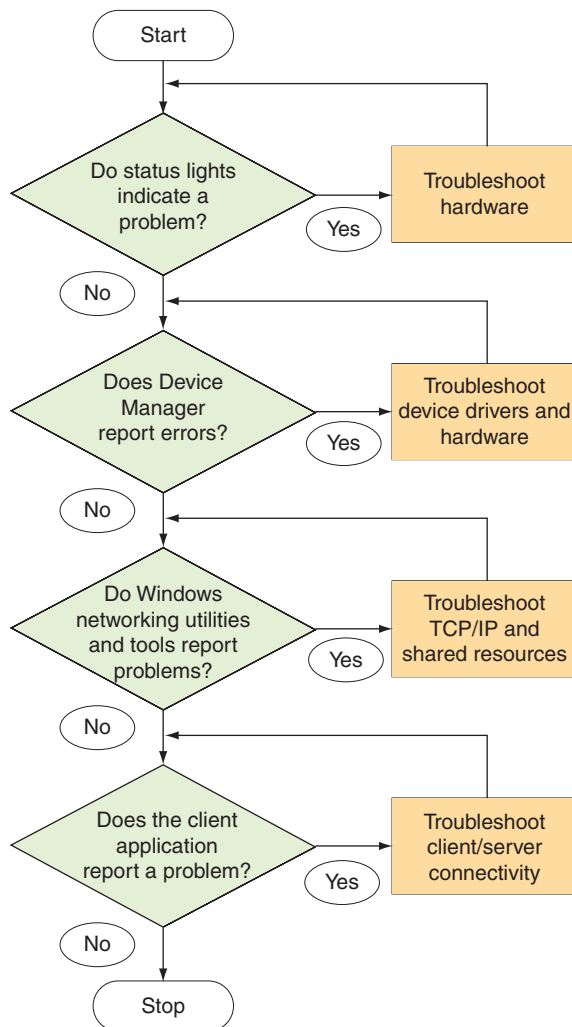 Start
Do status lights
indicate a
problem?
Yes
Troubleshoot
hardware
No
Does Device
Manager
report errors?
Yes
Troubleshoot
device drivers and
hardware
No
Do Windows
networking utilities
and tools report
problems?
Yes
Troubleshoot
TCP/IP and
shared resources
No
Does the client
application
report a problem?
Yes
Troubleshoot
client/server
connectivity
No
Stop